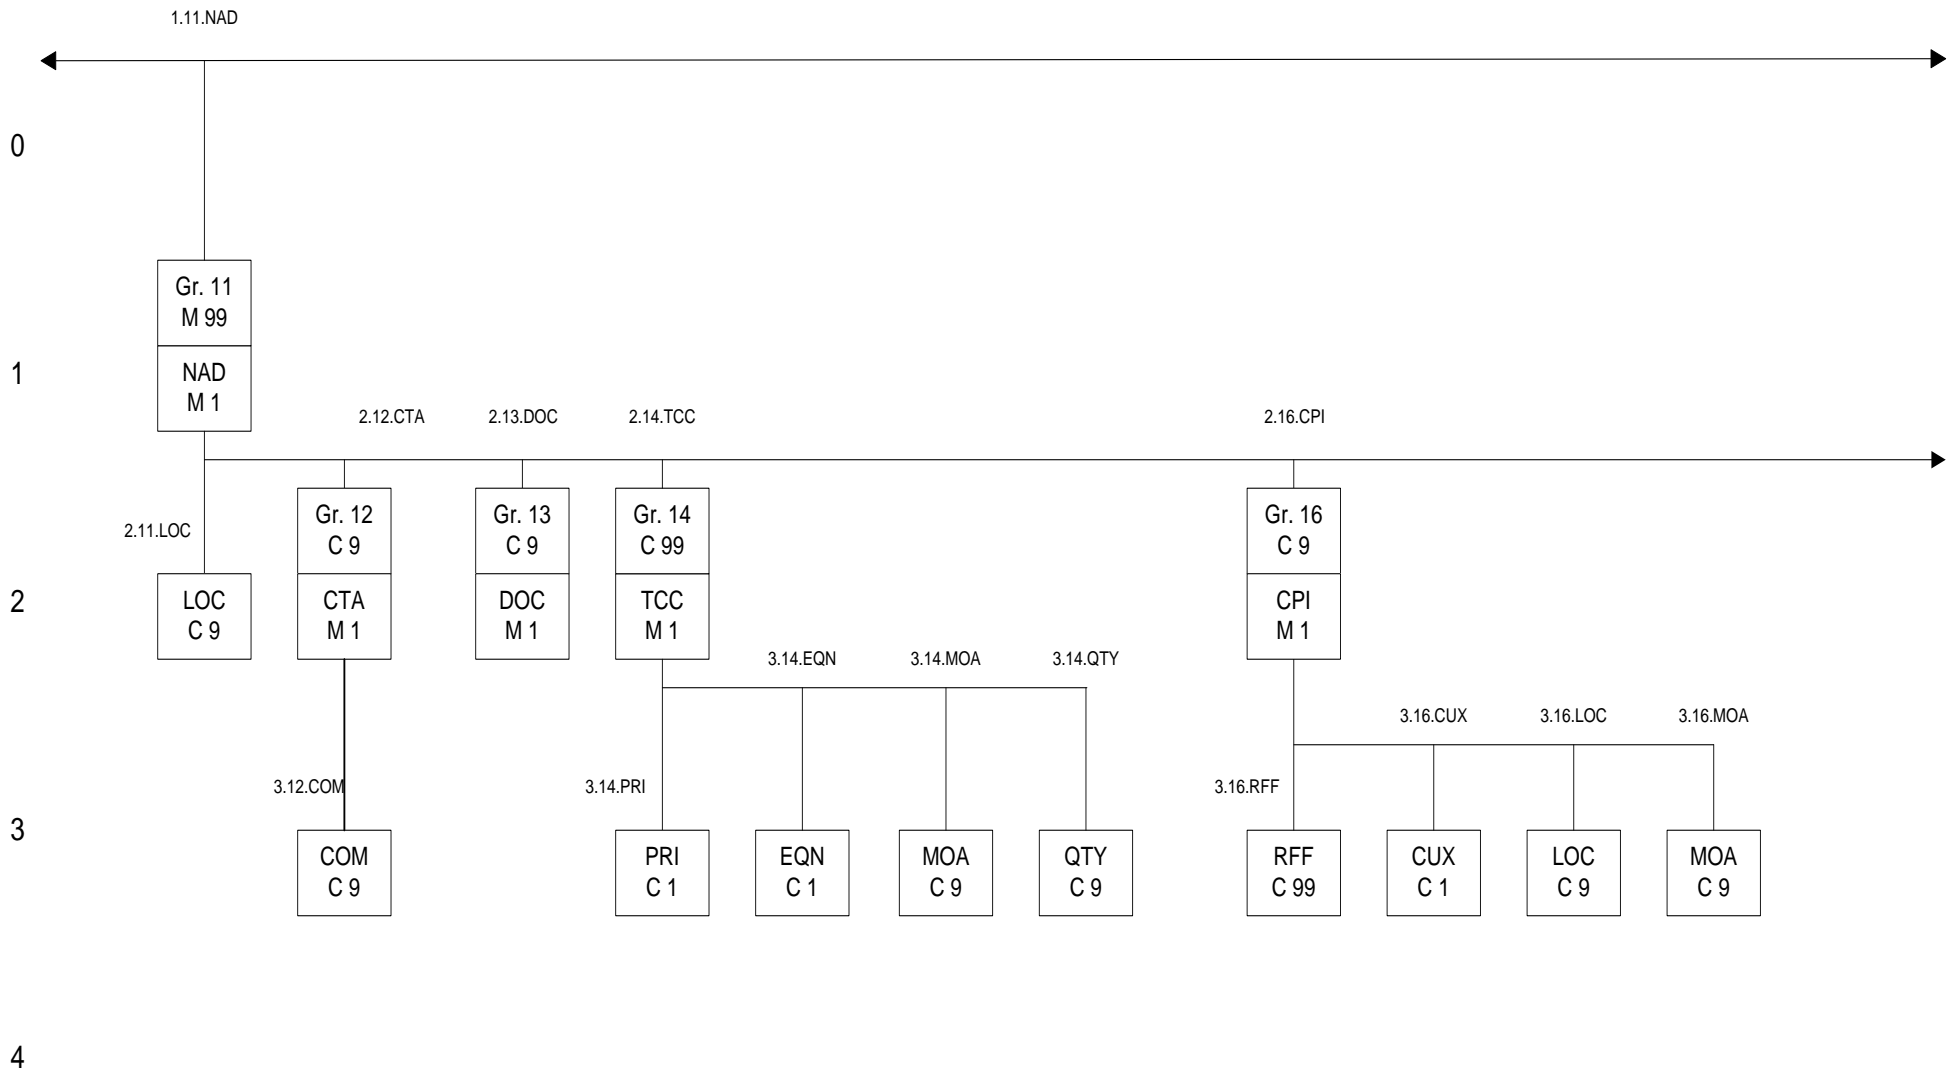 1.11.NAD
0
Gr. 11
M 99
1
NAD
M 1
2.12.CTA
2.13.DOC
2.14.TCC
2.16.CPI
2.11.LOC
Gr. 12
C 9
Gr. 13
C 9
Gr. 14
C 99
Gr. 16
C 9
2
LOC
C 9
CTA
M 1
DOC
M 1
TCC
M 1
CPI
M 1
3.14.EQN
3.14.MOA
3.14.QTY
3.16.CUX
3.16.LOC
3.16.MOA
3.12.COM
3.14.PRI
3.16.RFF
3
COM
C 9
PRI
C 1
EQN
C 1
MOA
C 9
QTY
C 9
RFF
C 99
CUX
C 1
LOC
C 9
MOA
C 9
4